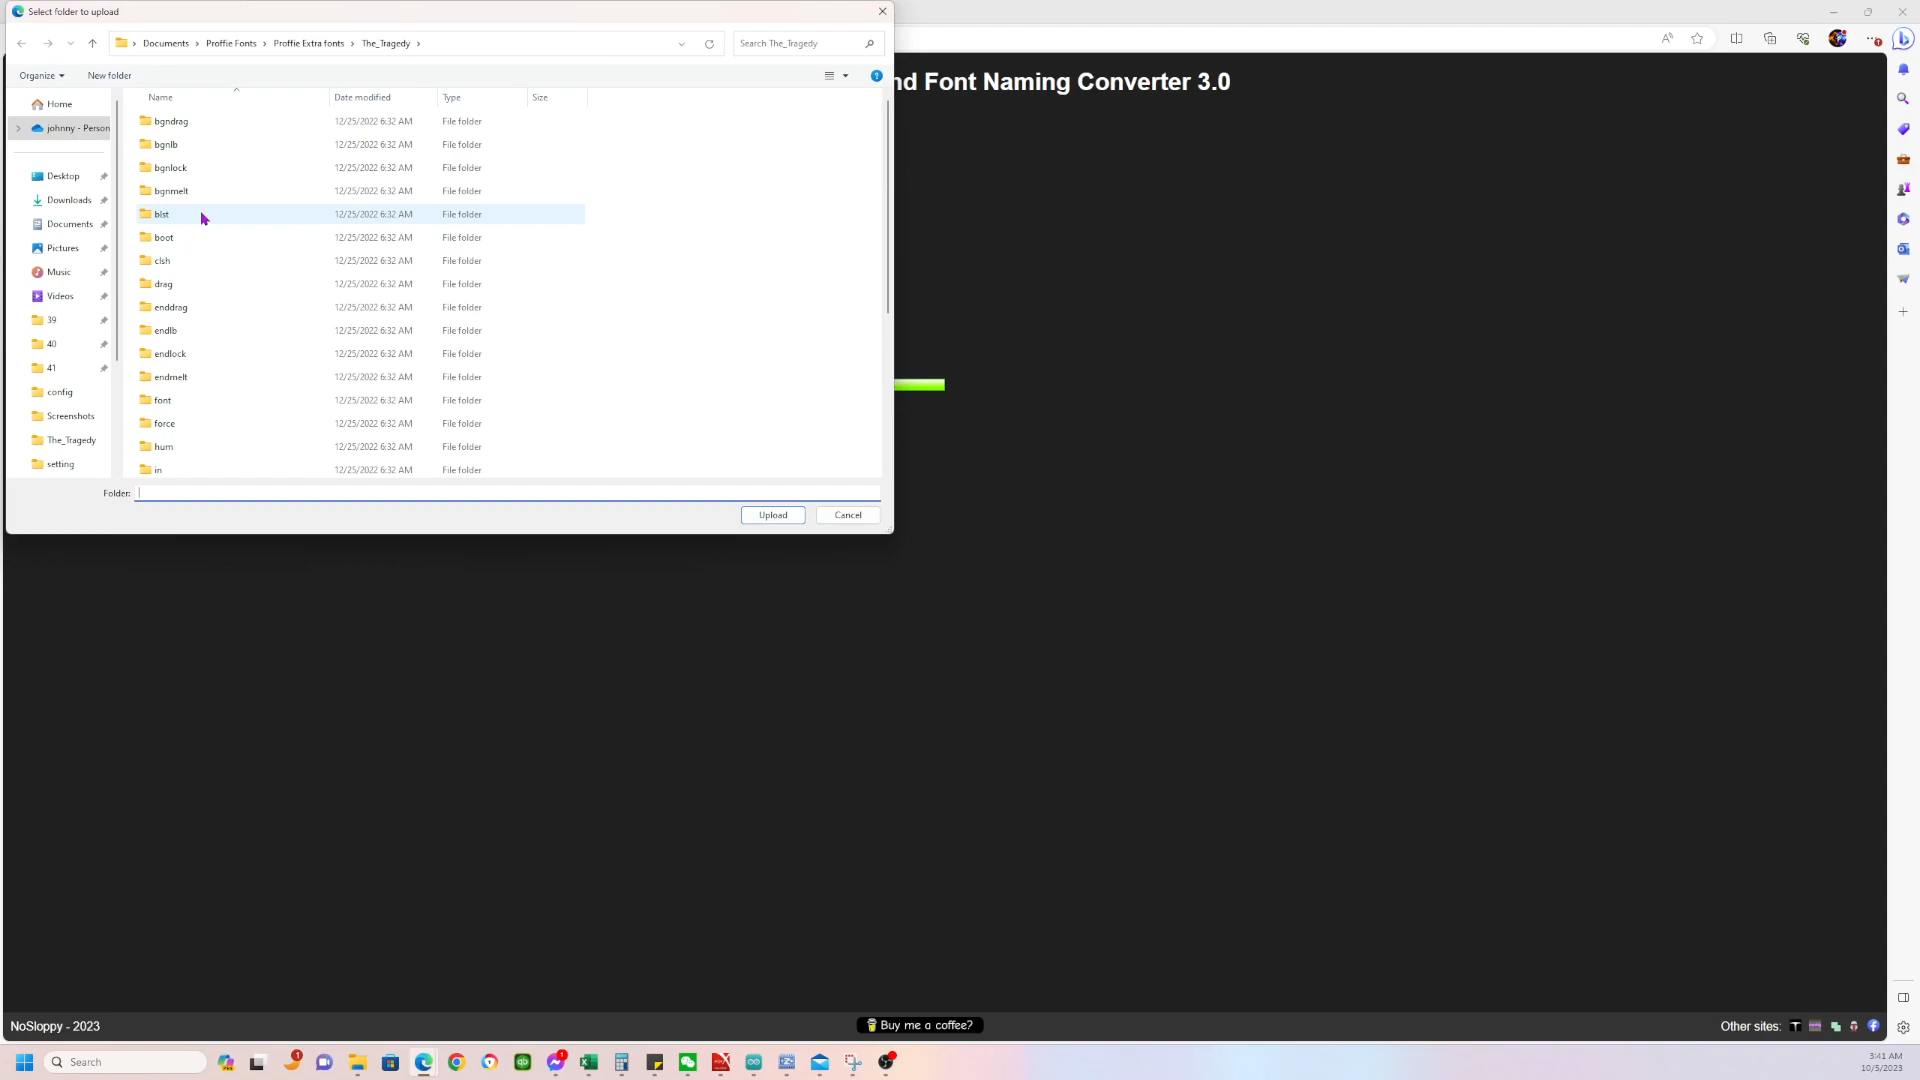 Select folder to upload
Documents > Proffie Fonts > Proffie Extra fonts > The_Tragedy >
Search The_Tragedy
Organize
New folder
nd Font Naming Converter 3.0
Name Date modified Type Size
Home
johnny - Person
Desktop
Downloads
Documents
Pictures
Music
Videos
39
40
41
config
Screenshots
The_Tragedy
setting
bgndrag 12/25/2022 6:32 AM File folder
bgnlb 12/25/2022 6:32 AM File folder
bgnlock 12/25/2022 6:32 AM File folder
bgnmelt 12/25/2022 6:32 AM File folder
blst 12/25/2022 6:32 AM File folder
boot 12/25/2022 6:32 AM File folder
clsh 12/25/2022 6:32 AM File folder
drag 12/25/2022 6:32 AM File folder
enddrag 12/25/2022 6:32 AM File folder
endlb 12/25/2022 6:32 AM File folder
endlock 12/25/2022 6:32 AM File folder
endmelt 12/25/2022 6:32 AM File folder
font 12/25/2022 6:32 AM File folder
force 12/25/2022 6:32 AM File folder
hum 12/25/2022 6:32 AM File folder
in 12/25/2022 6:32 AM File folder
Folder:
Upload Cancel
NoSloppy - 2023
Buy me a coffee?
Other sites:
Search
3:41 AM
10/5/2023